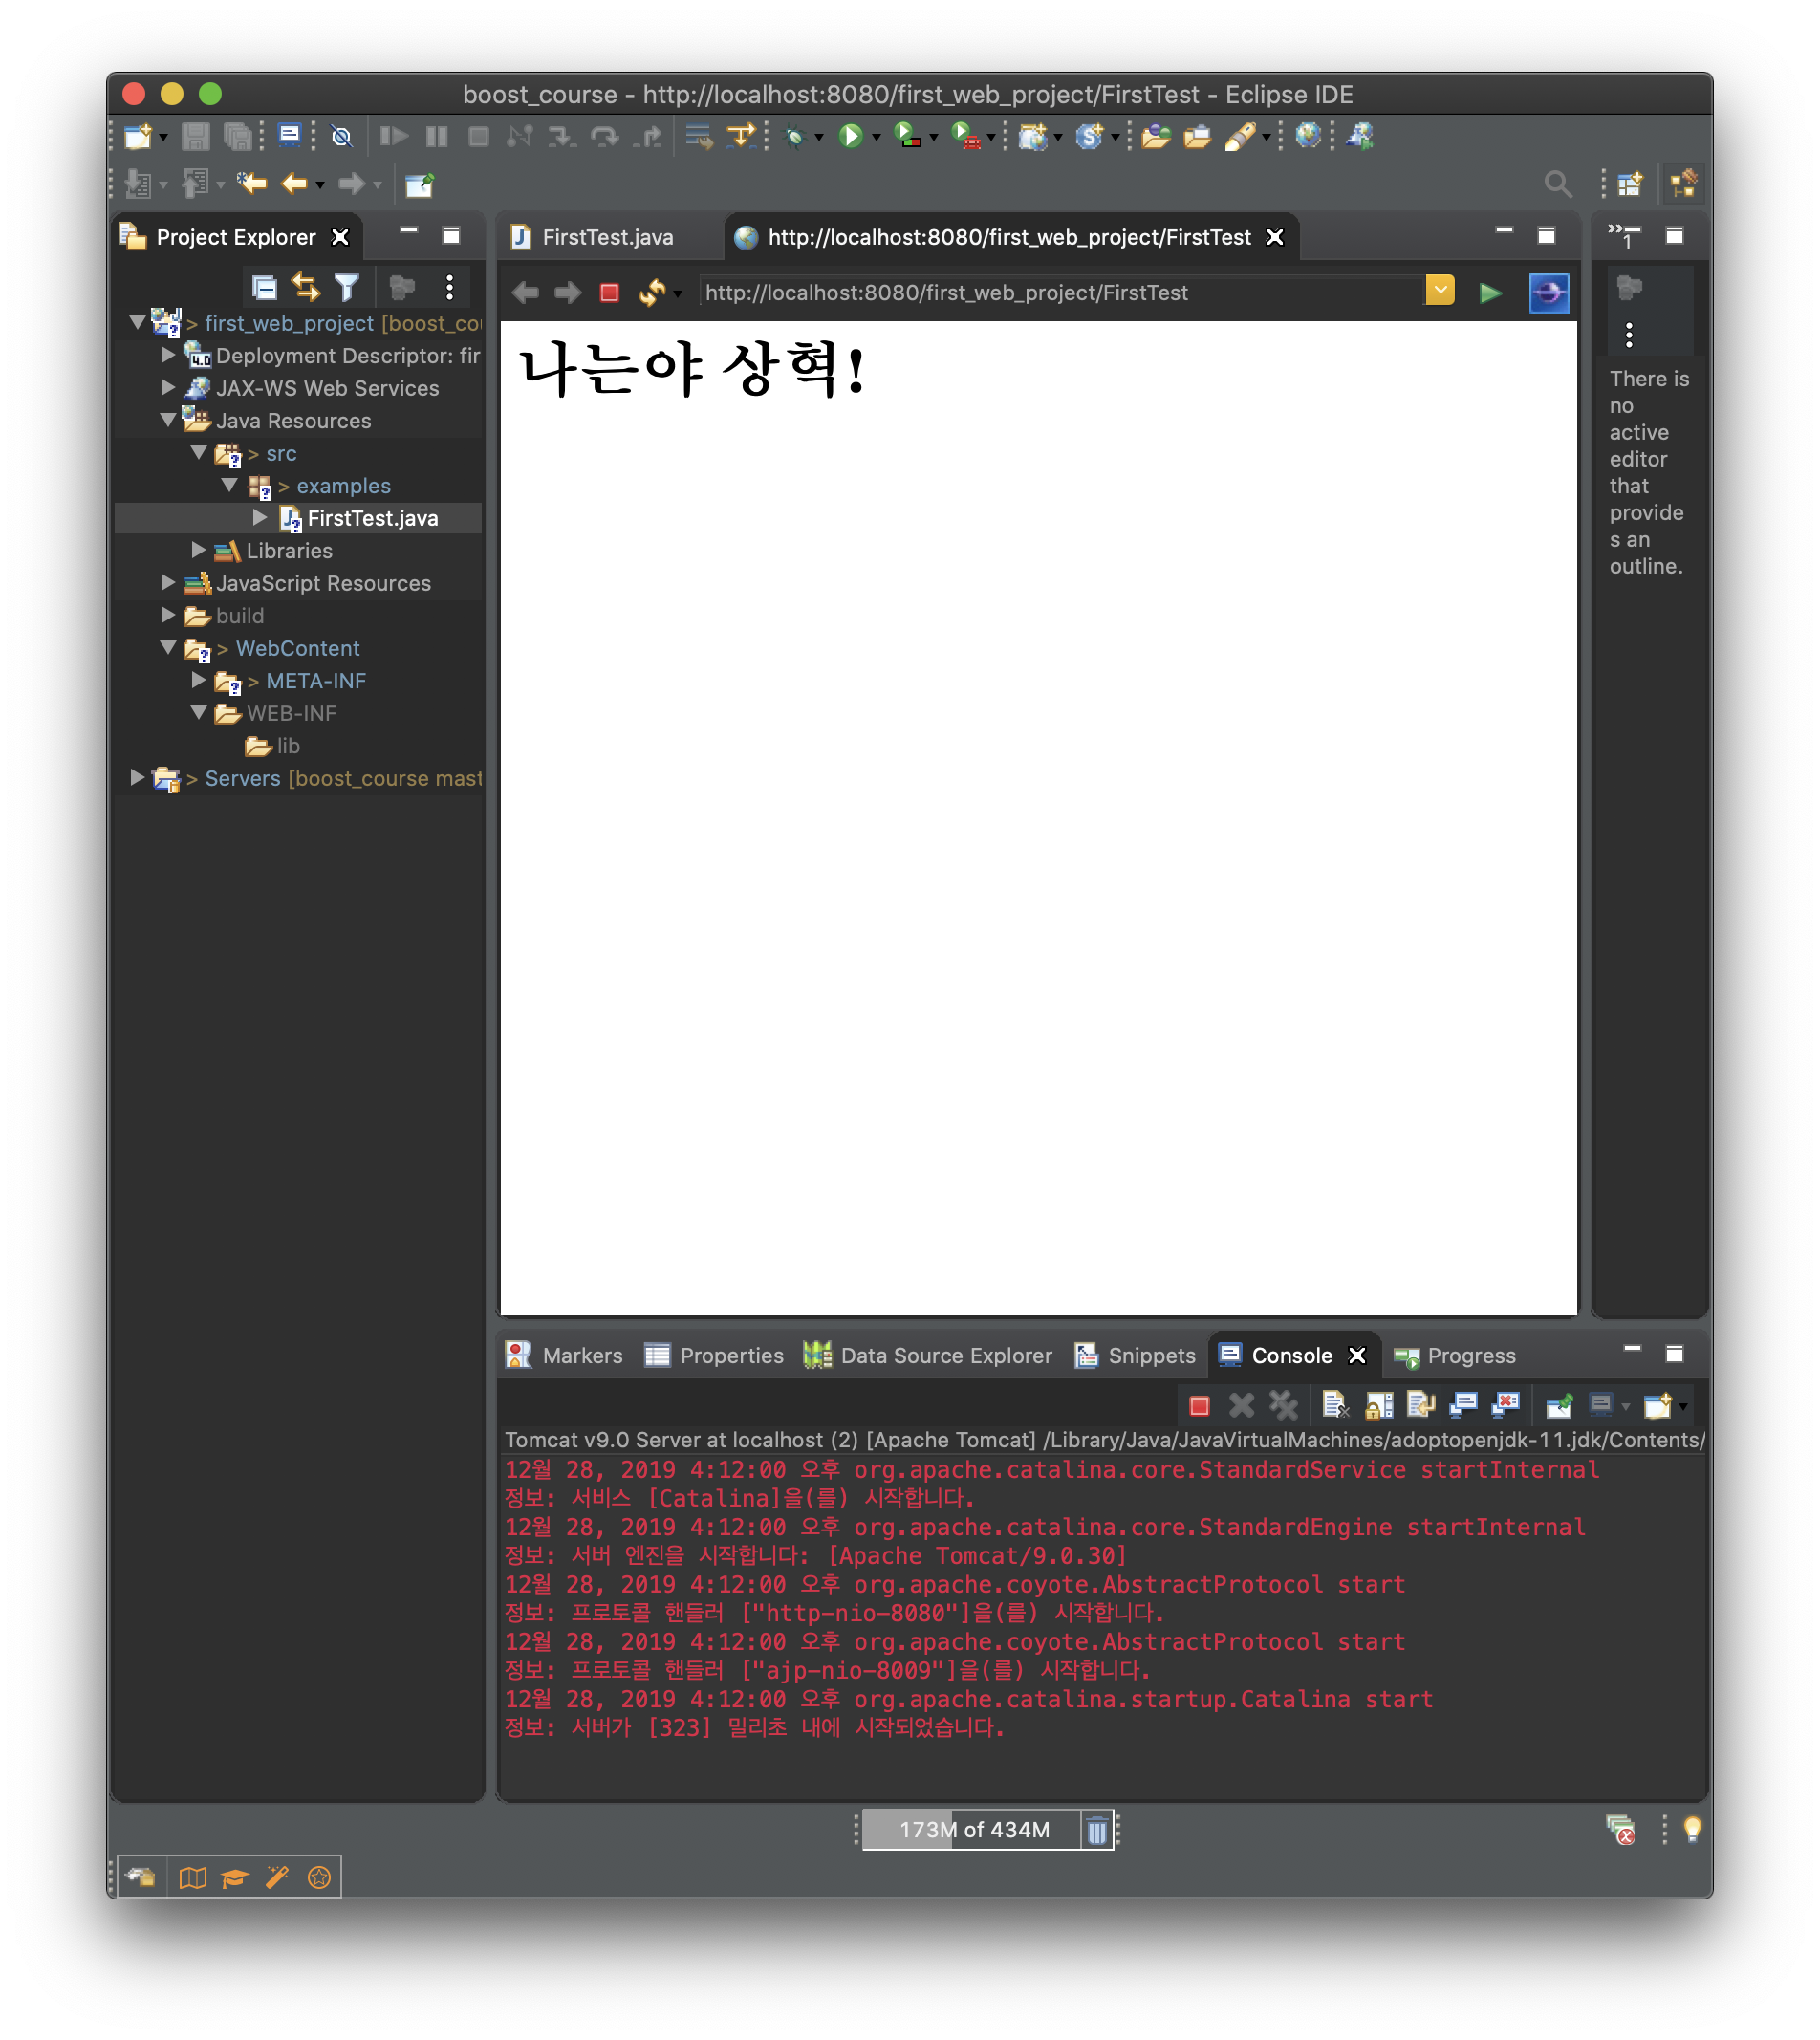 boost_course - http://localhost:8080/first_web_project/FirstTest - Eclipse IDE
Project Explorer
> first_web_project [boost_cou
Deployment Descriptor: fir
JAX-WS Web Services
Java Resources
> src
> examples
FirstTest.java
Libraries
JavaScript Resources
build
> WebContent
> META-INF
WEB-INF
lib
> Servers [boost_course mast
FirstTest.java
http://localhost:8080/first_web_project/FirstTest
http://localhost:8080/first_web_project/FirstTest
나는야 상혁!
1
There is
no
active
editor
that
provide
s an
outline.
Markers
Properties
Data Source Explorer
Snippets
Console
Progress
Tomcat v9.0 Server at localhost (2) [Apache Tomcat] /Library/Java/JavaVirtualMachines/adoptopenjdk-11.jdk/Contents/
12월 28, 2019 4:12:00 오후 org.apache.catalina.core.StandardService startInternal
정보: 서비스 [Catalina]을(를) 시작합니다.
12월 28, 2019 4:12:00 오후 org.apache.catalina.core.StandardEngine startInternal
정보: 서버 엔진을 시작합니다: [Apache Tomcat/9.0.30]
12월 28, 2019 4:12:00 오후 org.apache.coyote.AbstractProtocol start
정보: 프로토콜 핸들러 ["http-nio-8080"]을(를) 시작합니다.
12월 28, 2019 4:12:00 오후 org.apache.coyote.AbstractProtocol start
정보: 프로토콜 핸들러 ["ajp-nio-8009"]을(를) 시작합니다.
12월 28, 2019 4:12:00 오후 org.apache.catalina.startup.Catalina start
정보: 서버가 [323] 밀리초 내에 시작되었습니다.
173M of 434M